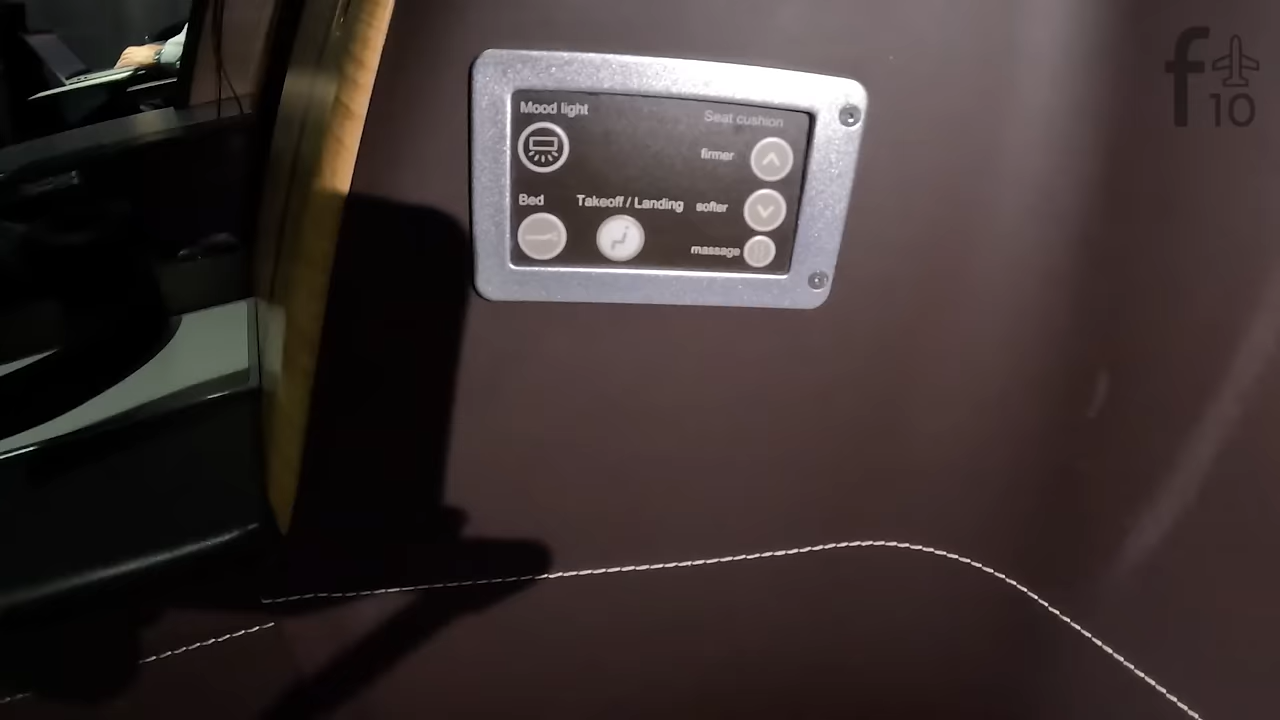 Mood light
Seat cushion
firmer
Bed
Takeoff / Landing
softer
massage
f
10